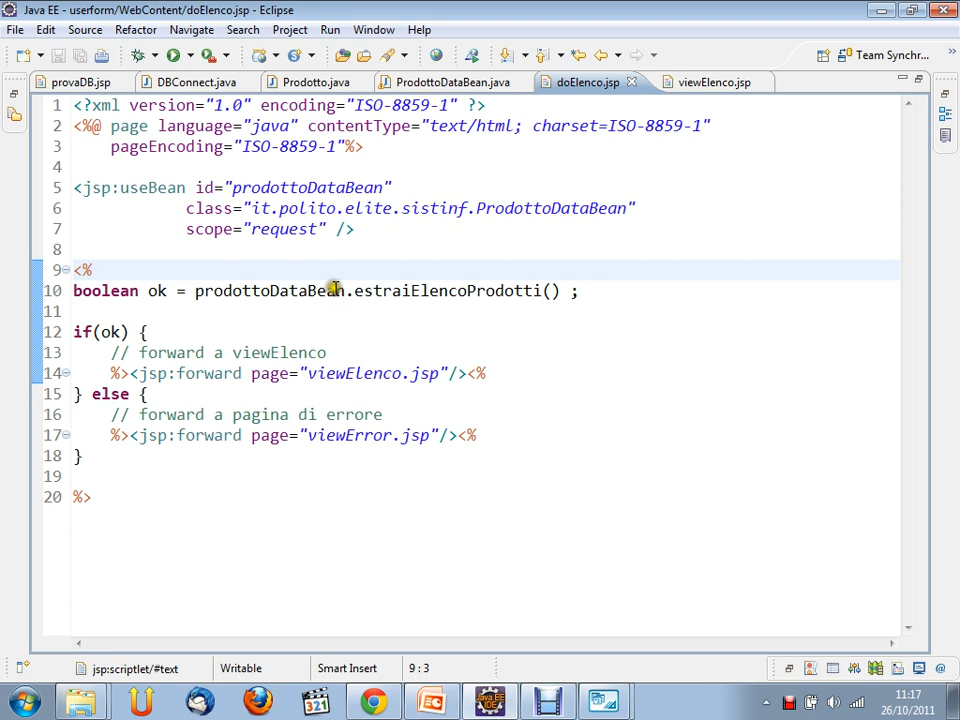 Java EE - userform/WebContent/doElenco.jsp - Eclipse
File Edit Source Refactor Navigate Search Project Run Window Help
Team Synchr...
provaDB.jsp DBConnect.java Prodotto.java ProdottoDataBean.java doElenco.jsp viewElenco.jsp
1 <?xml version="1.0" encoding="ISO-8859-1" ?>
2 <%@ page language="java" contentType="text/html; charset=ISO-8859-1"
3 pageEncoding="ISO-8859-1"%>
4
5 <jsp:useBean id="prodottoDataBean"
6 class="it.polito.elite.sistinf.ProdottoDataBean"
7 scope="request" />
8
9 <%
10 boolean ok = prodottoDataBean.estraiElencoProdotti() ;
11
12 if(ok) {
13 // forward a viewElenco
14 %><jsp:forward page="viewElenco.jsp"/><%
15 } else {
16 // forward a pagina di errore
17 %><jsp:forward page="viewError.jsp"/><%
18 }
19
20 %>
jsp:scriptlet/#text Writable Smart Insert 9 : 3
321
Java EE IDE
11:17
26/10/2011